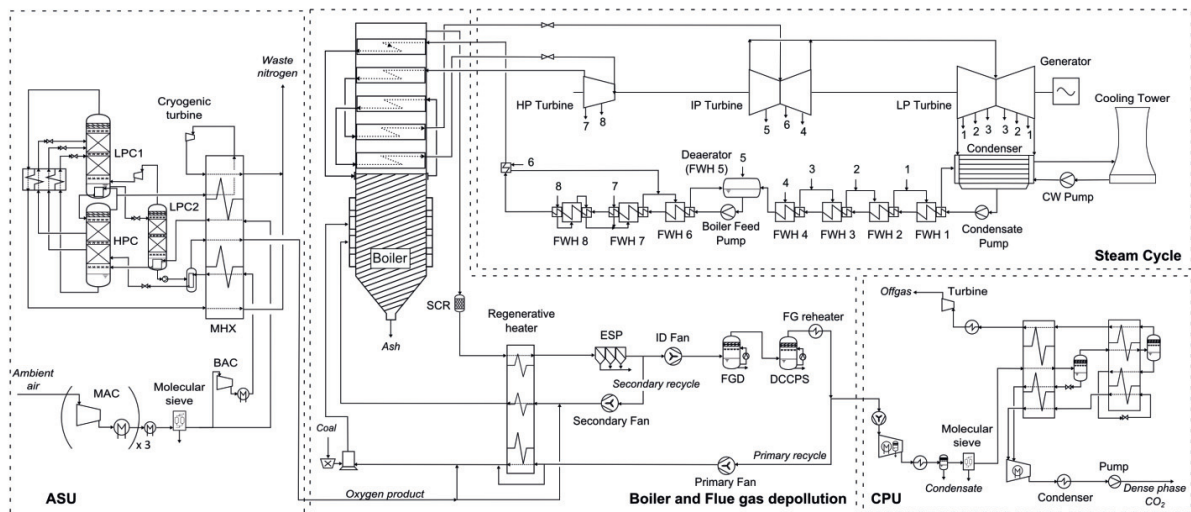 Waste
nitrogen
Cryogenic
turbine
LPC1
LPC2
HPC
MHX
BAC
Ambient
air
MAC
x 3
Molecular
sieve
ASU
Boiler
Ash
SCR
Regenerative
heater
ESP
ID Fan
FG reheater
FGD
DCCPS
Secondary recycle
Secondary Fan
Coal
Primary recycle
Primary Fan
Oxygen product
Boiler and Flue gas depollution
HP Turbine
7
8
IP Turbine
5
6
4
LP Turbine
1
2
3
3
2
1
Generator
Cooling Tower
Condenser
CW Pump
6
Deaerator
(FWH 5)
5
8
7
4
3
2
1
FWH 8
FWH 7
FWH 6
Boiler Feed
Pump
FWH 4
FWH 3
FWH 2
FWH 1
Condensate
Pump
Steam Cycle
Offgas
Turbine
Molecular
sieve
Condensate
Condenser
Pump
Dense phase
CO2
CPU